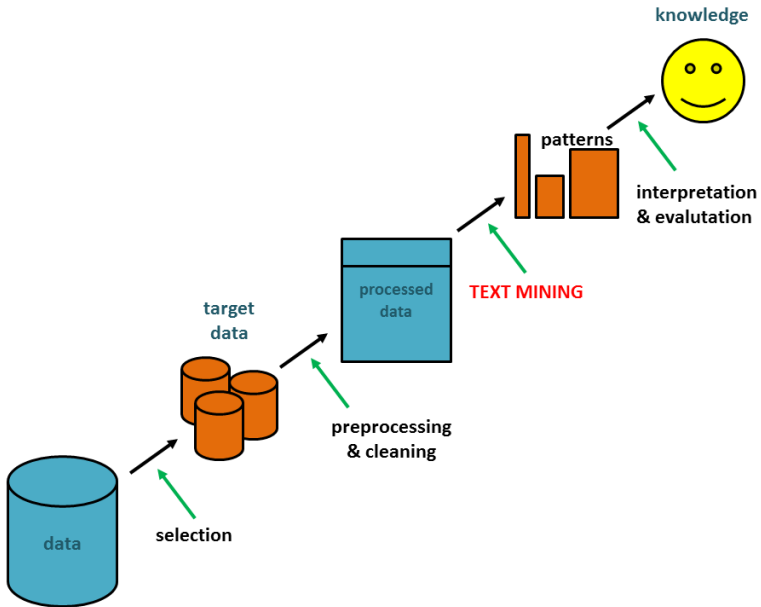 knowledge
patterns
interpretation
& evalutation
processed
data
TEXT MINING
target
data
preprocessing
& cleaning
data
selection